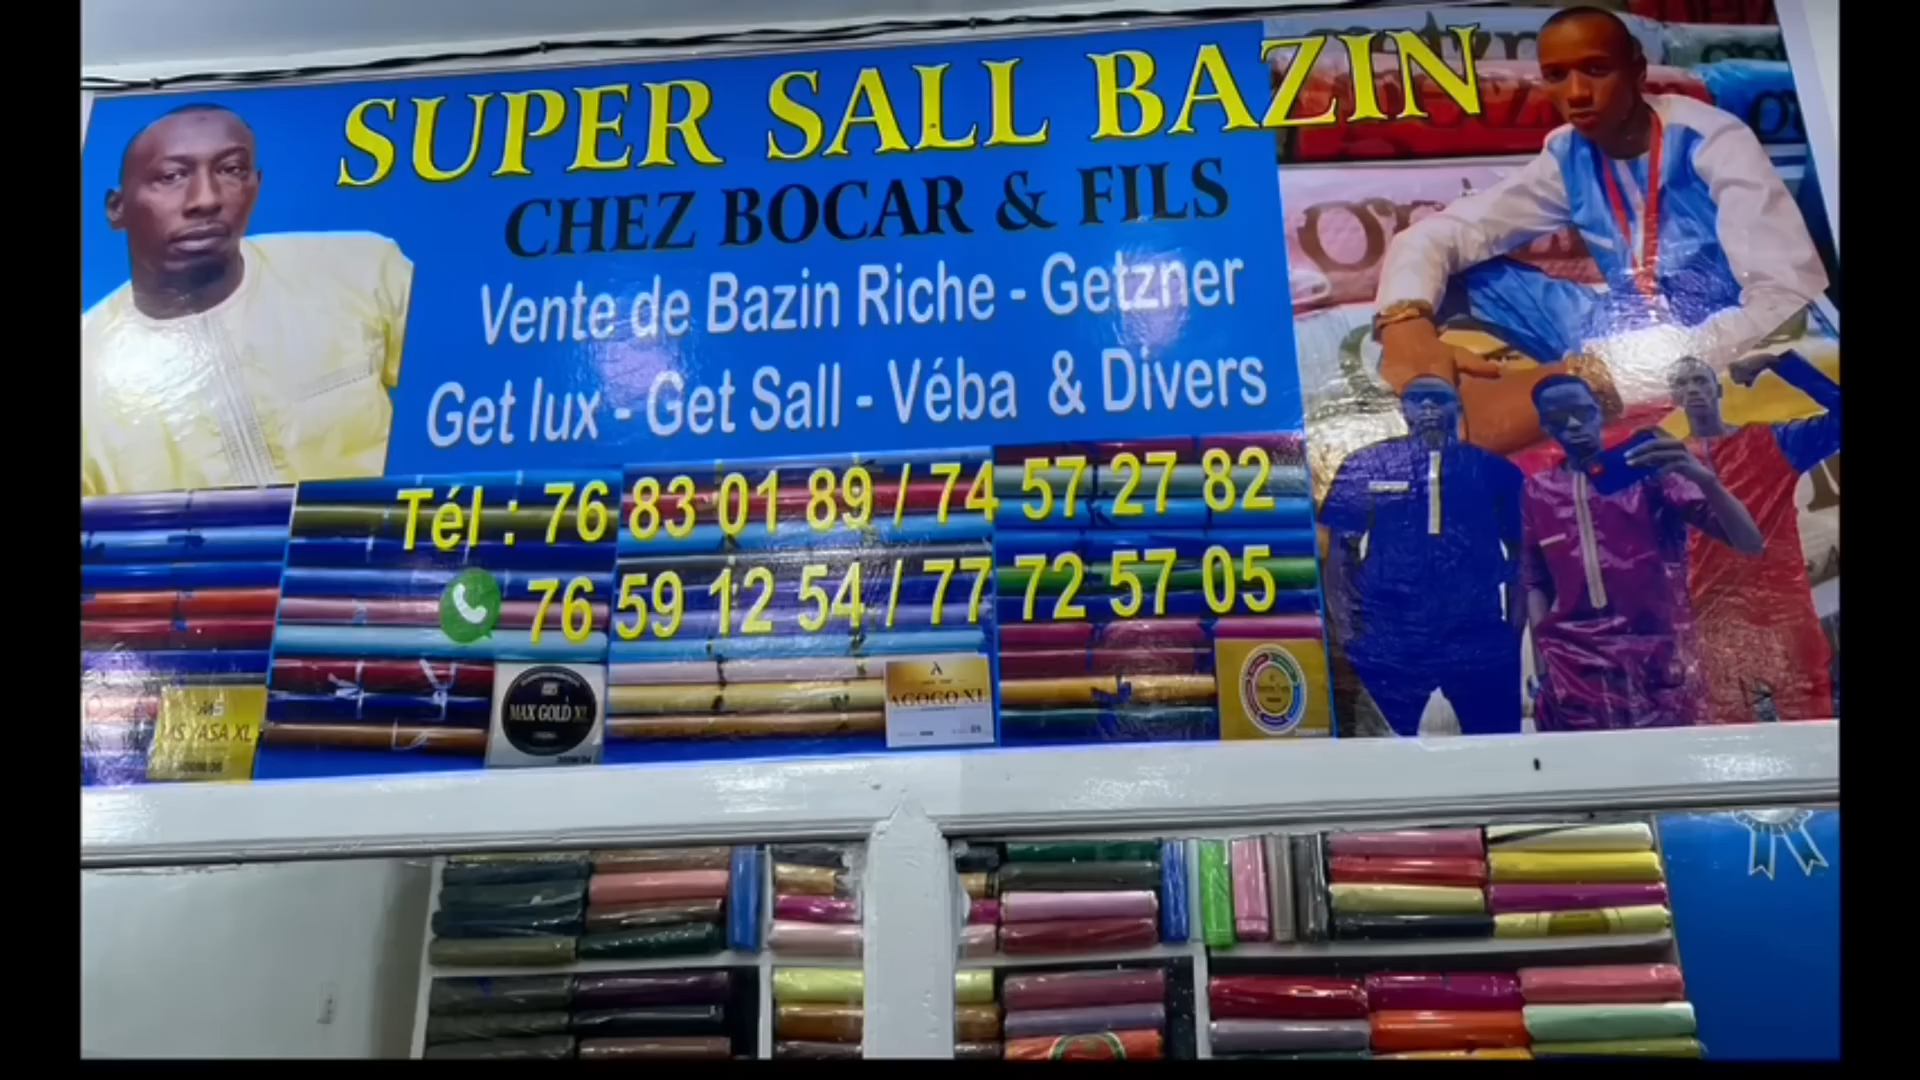 SUPER SALL BAZIN
CHEZ BOCAR & FILS
Vente de Bazin Riche - Getzner
Get lux - Get Sall - Véba & Divers
Tél : 76 83 01 89 / 74 57 27 82
76 59 12 54 / 77 72 57 05
MAX GOLD XL
AGOGO XL